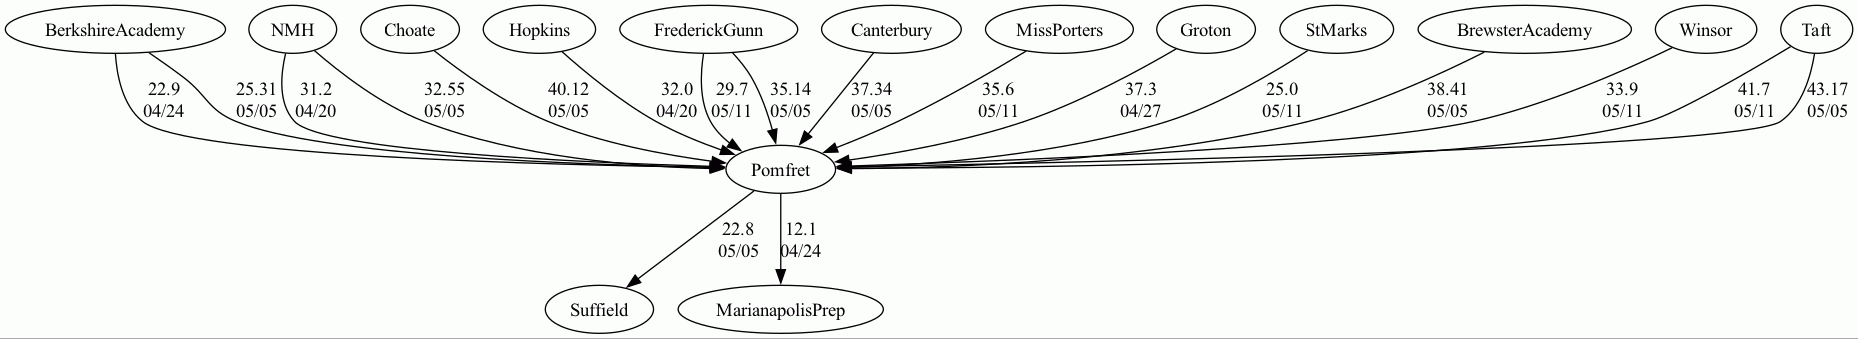 BerkshireAcademy
NMH
Choate
Hopkins
FrederickGunn
Canterbury
MissPorters
Groton
StMarks
BrewsterAcademy
Winsor
Taft
22.9
04/24
25.31
05/05
31.2
04/20
32.55
05/05
40.12
05/05
32.0
04/20
29.7
05/11
35.14
05/05
37.34
05/05
35.6
05/11
37.3
04/27
25.0
05/11
38.41
05/05
33.9
05/11
41.7
05/11
43.17
05/05
Pomfret
22.8
05/05
12.1
04/24
Suffield
MarianapolisPrep